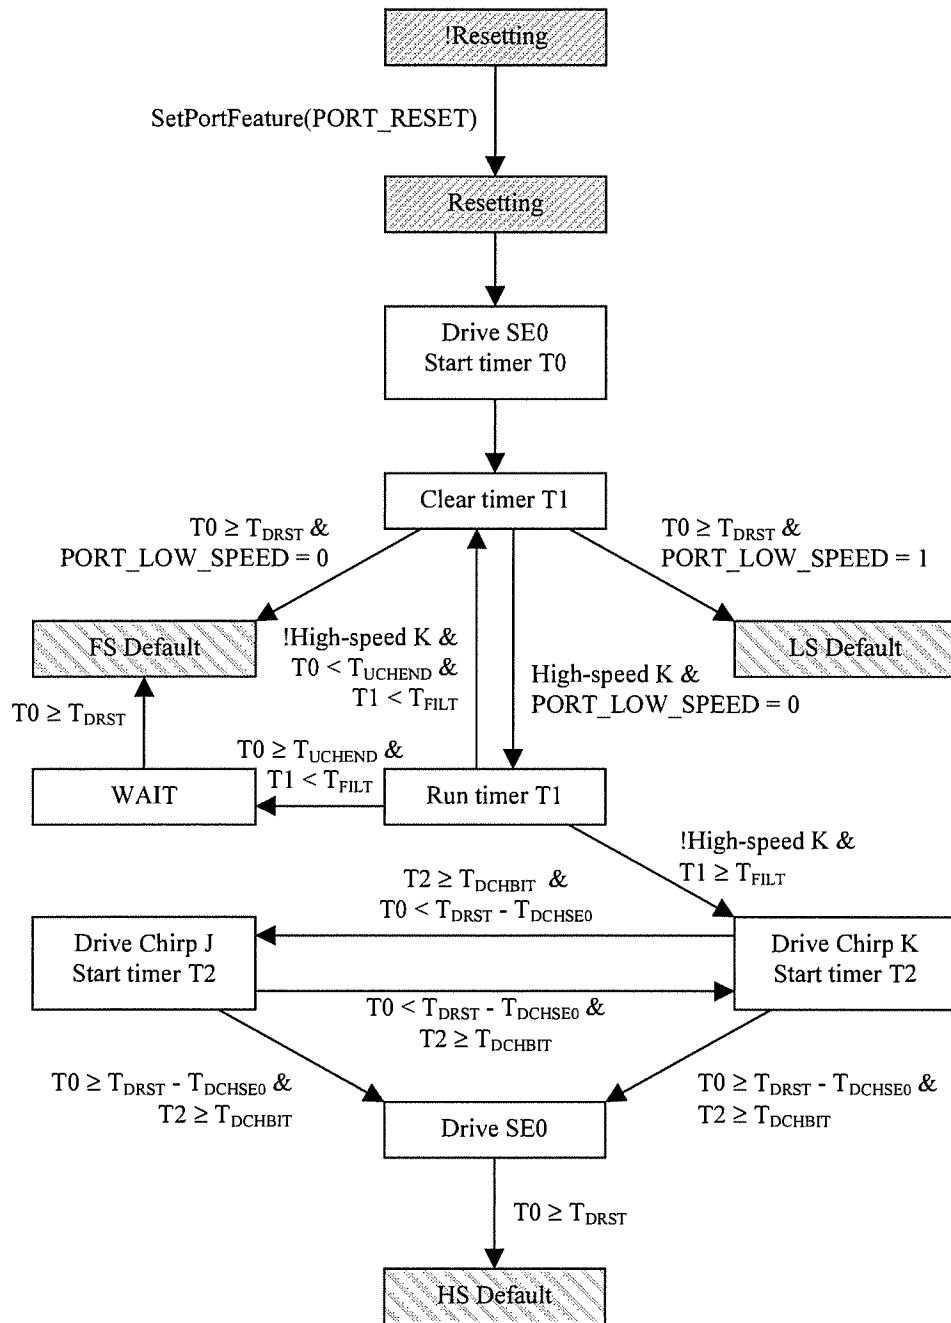 !Resetting
SetPortFeature(PORT_RESET)
Resetting
Drive SE0
Start timer T0
Clear timer T1
T0 ≥ TDRST &
PORT_LOW_SPEED = 0
T0 ≥ TDRST &
PORT_LOW_SPEED = 1
FS Default
!High-speed K &
T0 < TUCHEND &
T1 < TFILT
High-speed K &
PORT_LOW_SPEED = 0
LS Default
T0 ≥ TDRST
T0 ≥ TUCHEND &
T1 < TFILT
WAIT
Run timer T1
!High-speed K &
T1 ≥ TFILT
T2 ≥ TDCHBIT &
T0 < TDRST - TDCHSE0
Drive Chirp J
Start timer T2
Drive Chirp K
Start timer T2
T0 < TDRST - TDCHSE0 &
T2 ≥ TDCHBIT
T0 ≥ TDRST - TDCHSE0 &
T2 ≥ TDCHBIT
T0 ≥ TDRST - TDCHSE0 &
T2 ≥ TDCHBIT
Drive SE0
T0 ≥ TDRST
HS Default